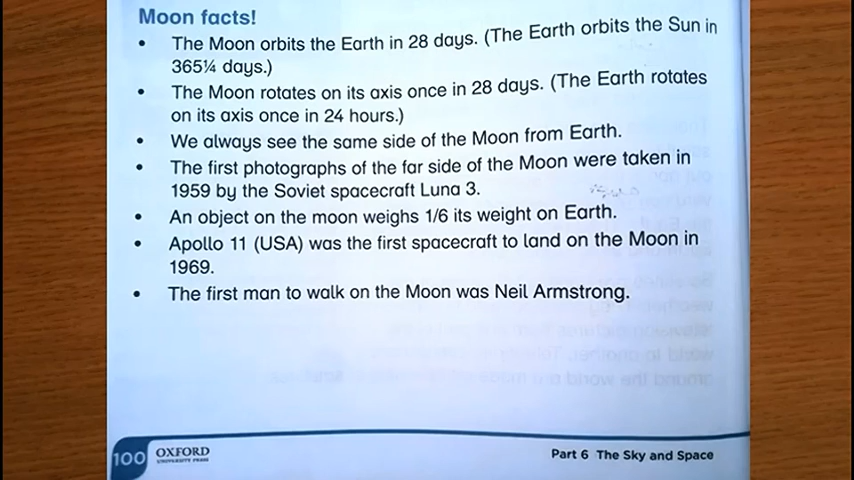 Moon facts!
• The Moon orbits the Earth in 28 days. (The Earth orbits the Sun in
365¼ days.)
• The Moon rotates on its axis once in 28 days. (The Earth rotates
on its axis once in 24 hours.)
• We always see the same side of the Moon from Earth.
• The first photographs of the far side of the Moon were taken in
1959 by the Soviet spacecraft Luna 3.
• An object on the moon weighs 1/6 its weight on Earth.
• Apollo 11 (USA) was the first spacecraft to land on the Moon in
1969.
• The first man to walk on the Moon was Neil Armstrong.
100 OXFORD
UNIVERSITY PRESS
Part 6 The Sky and Space